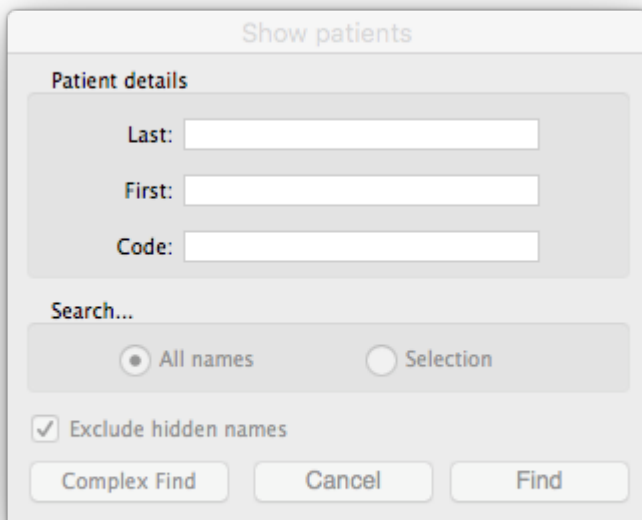 Show patients
Patient details
Last:
First:
Code:
Search...
All names Selection
Exclude hidden names
Complex Find Cancel Find